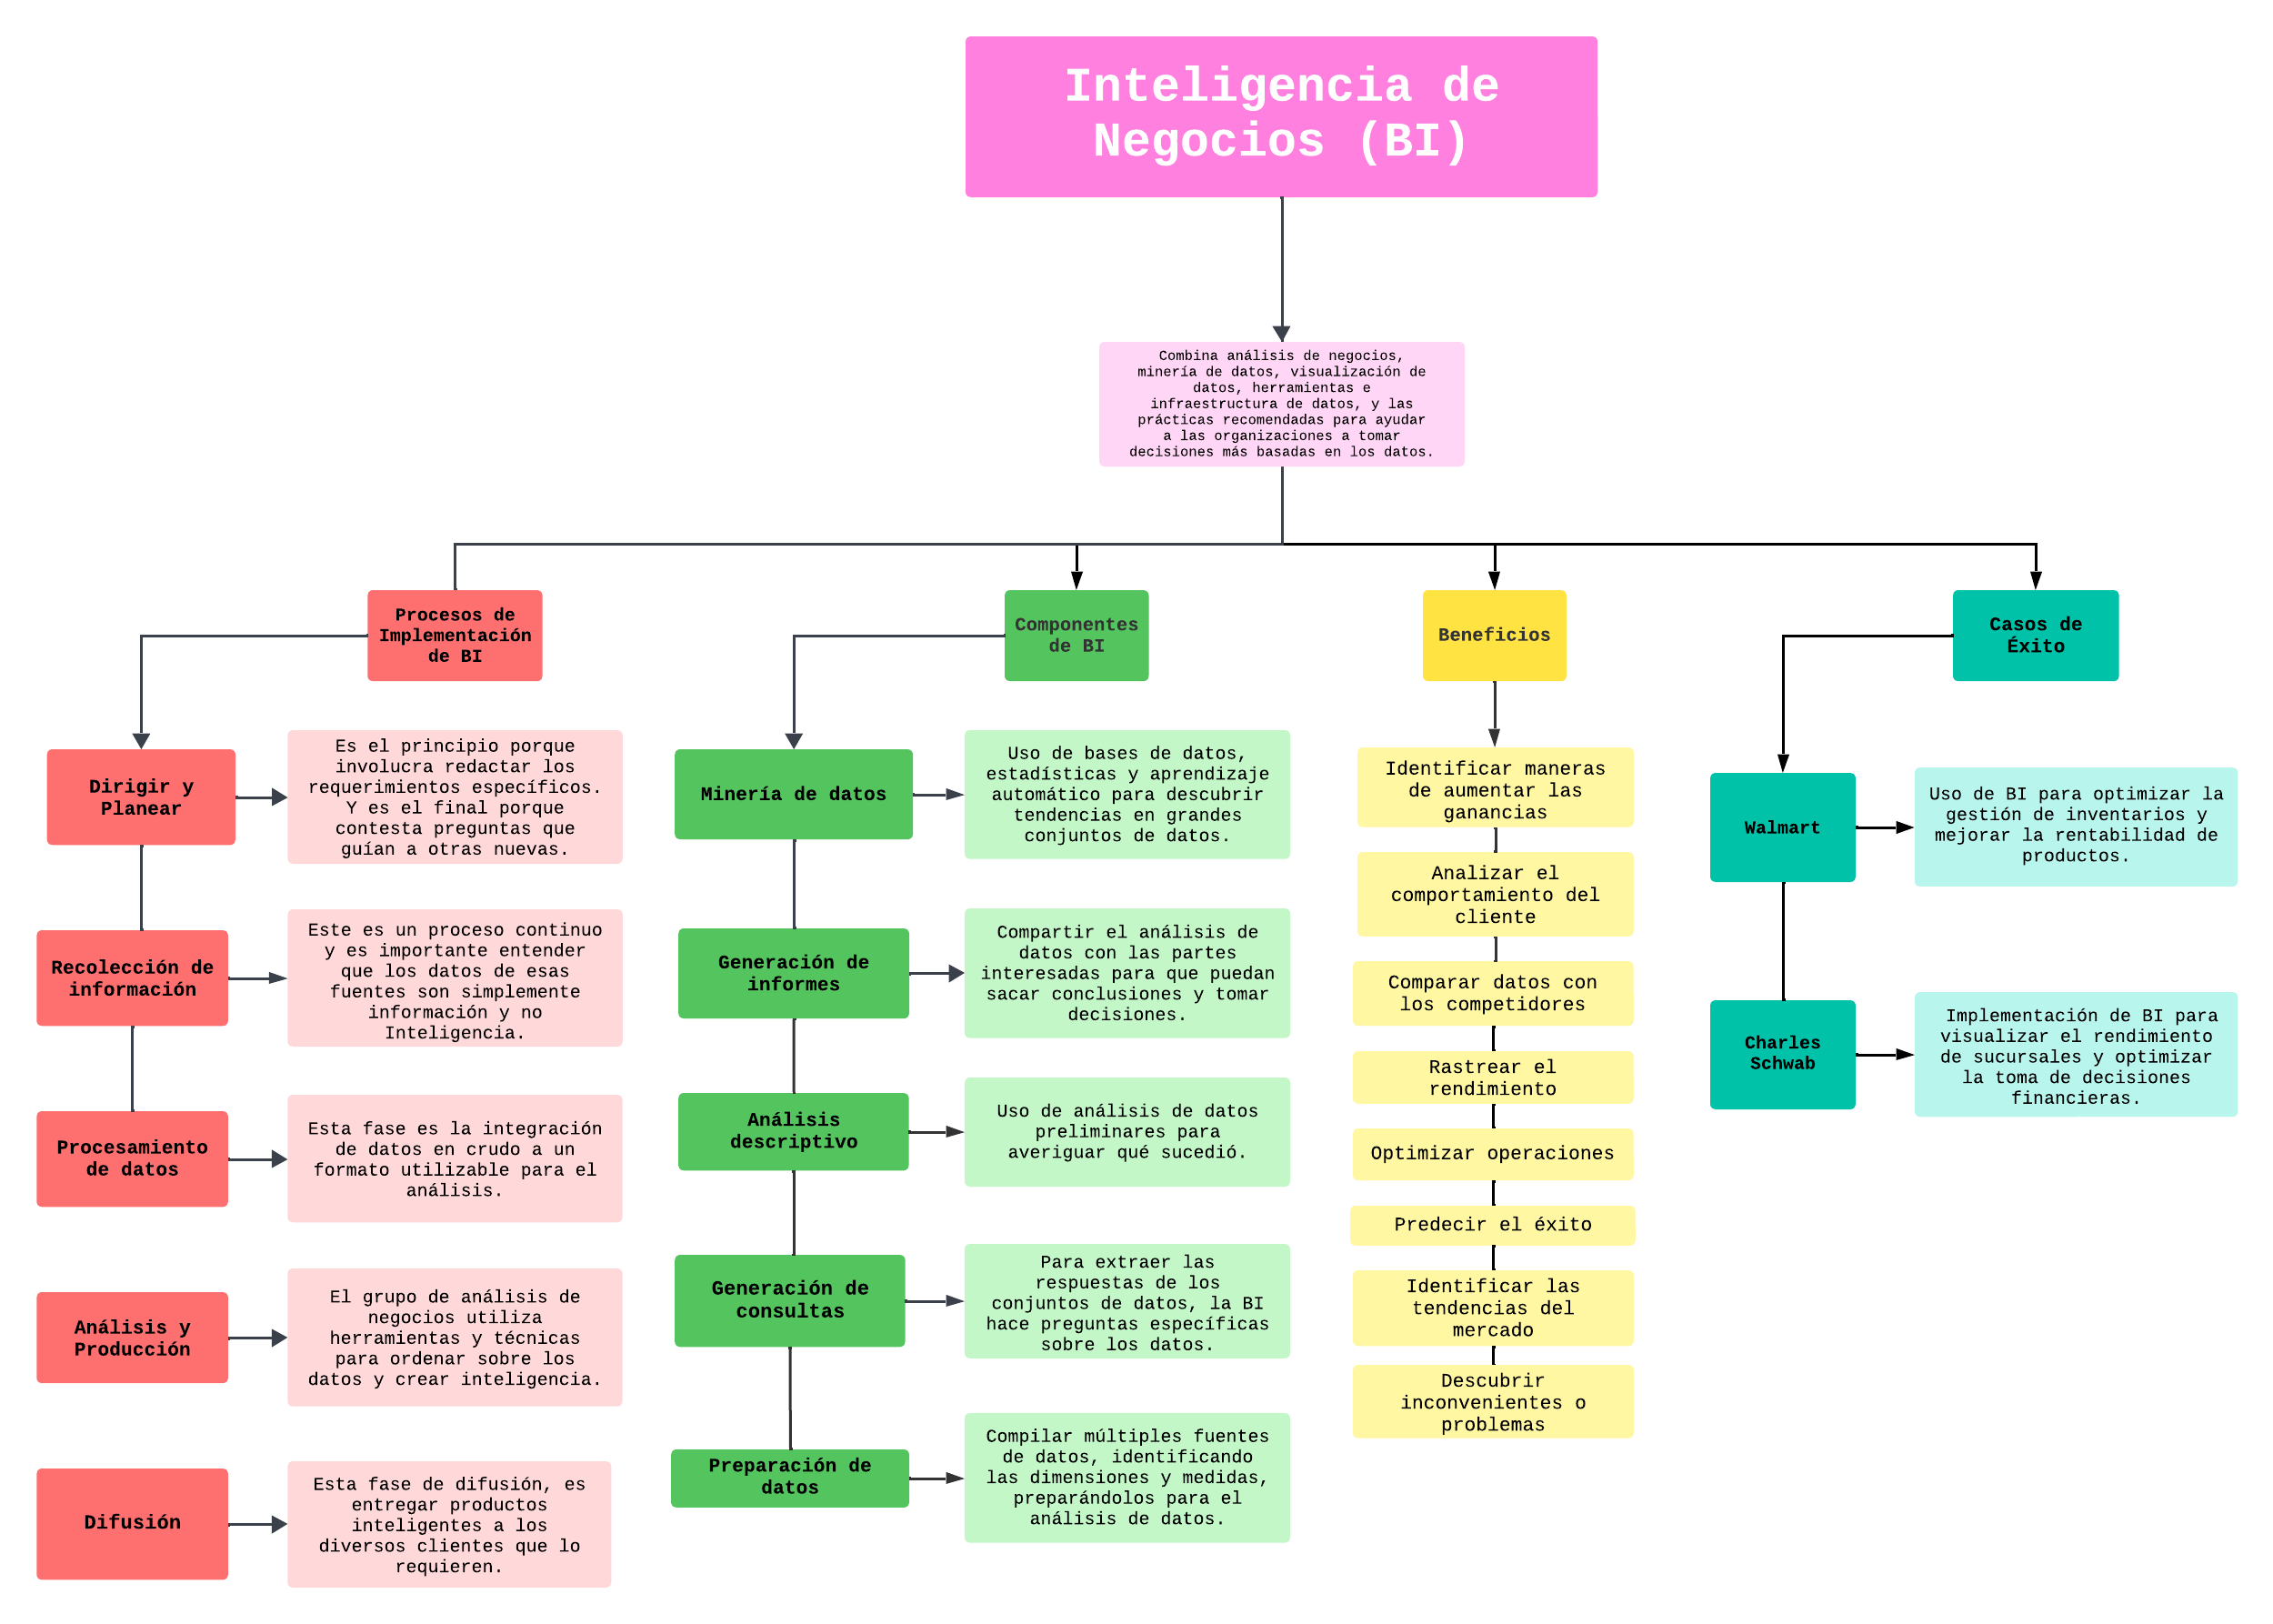 Inteligencia de
Negocios (BI)
Combina análisis de negocios,
minería de datos, visualización de
datos, herramientas e
infraestructura de datos, y las
prácticas recomendadas para ayudar
a las organizaciones a tomar
decisiones más basadas en los datos.
Procesos de
Implementación
de BI
Dirigir y
Planear
Es el principio porque
involucra redactar los
requerimientos específicos.
Y es el final porque
contesta preguntas que
guían a otras nuevas.
Recolección de
información
Este es un proceso continuo
y es importante entender
que los datos de esas
fuentes son simplemente
información y no
Inteligencia.
Procesamiento
de datos
Esta fase es la integración
de datos en crudo a un
formato utilizable para el
análisis.
Análisis y
Producción
El grupo de análisis de
negocios utiliza
herramientas y técnicas
para ordenar sobre los
datos y crear inteligencia.
Difusión
Esta fase de difusión, es
entregar productos
inteligentes a los
diversos clientes que lo
requieren.
Componentes
de BI
Minería de datos
Uso de bases de datos,
estadísticas y aprendizaje
automático para descubrir
tendencias en grandes
conjuntos de datos.
Generación de
informes
Compartir el análisis de
datos con las partes
interesadas para que puedan
sacar conclusiones y tomar
decisiones.
Análisis
descriptivo
Uso de análisis de datos
preliminares para
averiguar qué sucedió.
Generación de
consultas
Para extraer las
respuestas de los
conjuntos de datos, la BI
hace preguntas específicas
sobre los datos.
Preparación de
datos
Compilar múltiples fuentes
de datos, identificando
las dimensiones y medidas,
preparándolos para el
análisis de datos.
Beneficios
Identificar maneras
de aumentar las
ganancias
Analizar el
comportamiento del
cliente
Comparar datos con
los competidores
Rastrear el
rendimiento
Optimizar operaciones
Predecir el éxito
Identificar las
tendencias del
mercado
Descubrir
inconvenientes o
problemas
Casos de
Éxito
Walmart
Uso de BI para optimizar la
gestión de inventarios y
mejorar la rentabilidad de
productos.
Charles
Schwab
Implementación de BI para
visualizar el rendimiento
de sucursales y optimizar
la toma de decisiones
financieras.